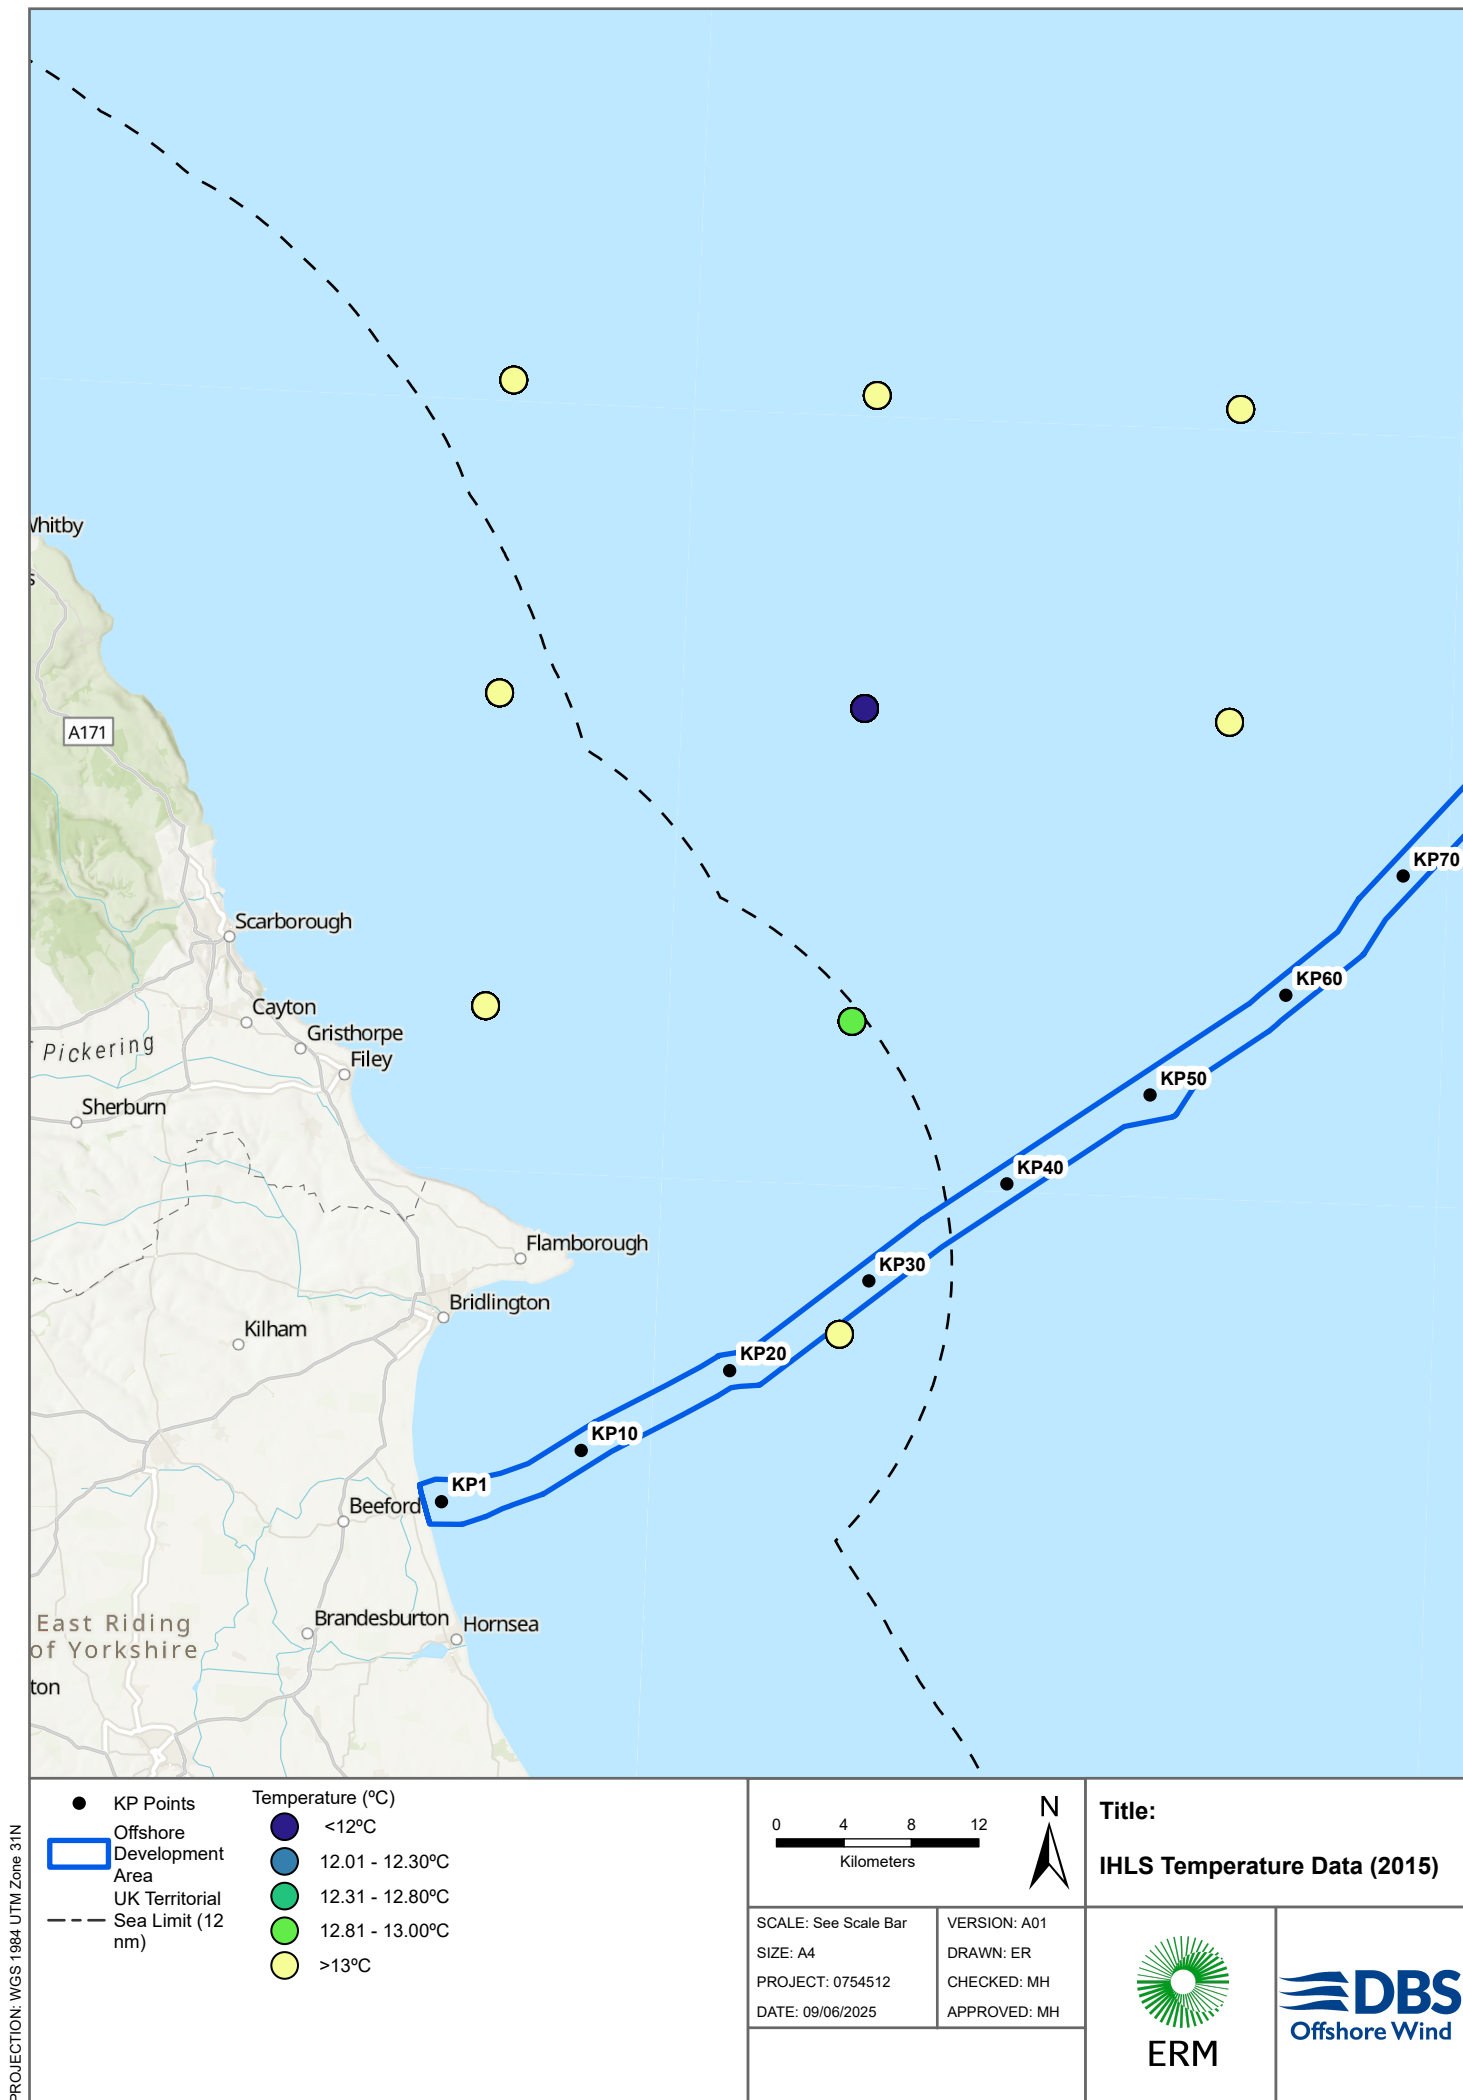 Whitby
s
A171
Scarborough
Cayton
Gristhorpe
Filey
Pickering
Sherburn
Flamborough
Bridlington
Kilham
Beeford
Brandesburton
Hornsea
East Riding
of Yorkshire
ton
KP70
KP60
KP50
KP40
KP30
KP20
KP10
KP1
PROJECTION: WGS 1984 UTM Zone 31N
KP Points
Offshore
Development
Area
UK Territorial
Sea Limit (12
nm)
Temperature (ºC)
<12ºC
12.01 - 12.30ºC
12.31 - 12.80ºC
12.81 - 13.00ºC
>13ºC
0 4 8 12
Kilometers
N
SCALE: See Scale Bar
SIZE: A4
PROJECT: 0754512
DATE: 09/06/2025
VERSION: A01
DRAWN: ER
CHECKED: MH
APPROVED: MH
Title:
IHLS Temperature Data (2015)
ERM
DBS
Offshore Wind